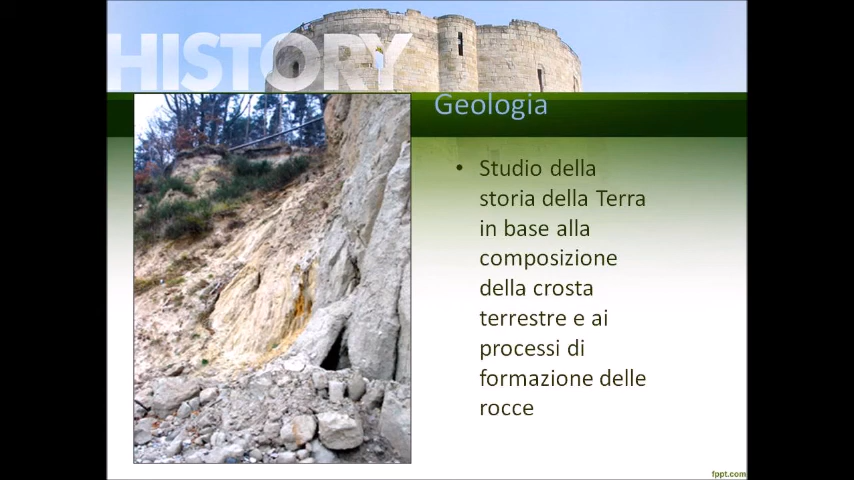 HISTORY
Geologia
• Studio della
storia della Terra
in base alla
composizione
della crosta
terrestre e ai
processi di
formazione delle
rocce
fppt.com